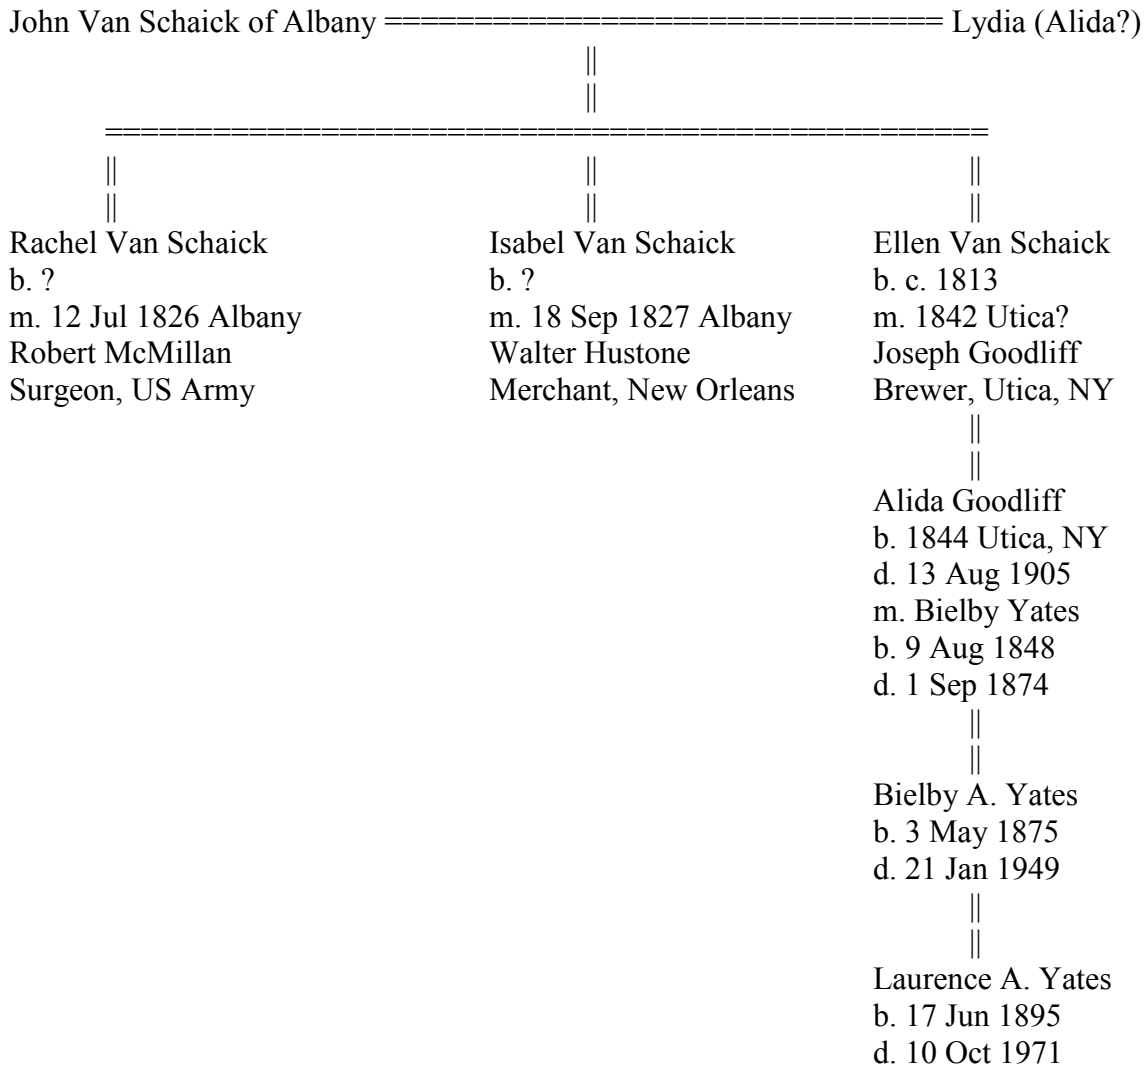 John Van Schaick of Albany =============================== Lydia (Alida?)
||
||
=================================================
|| || ||
|| || ||
Rachel Van Schaick Isabel Van Schaick Ellen Van Schaick
b. ? b. ? b. c. 1813
m. 12 Jul 1826 Albany m. 18 Sep 1827 Albany m. 1842 Utica?
Robert McMillan Walter Hustone Joseph Goodliff
Surgeon, US Army Merchant, New Orleans Brewer, Utica, NY
||
||
Alida Goodliff
b. 1844 Utica, NY
d. 13 Aug 1905
m. Bielby Yates
b. 9 Aug 1848
d. 1 Sep 1874
||
||
Bielby A. Yates
b. 3 May 1875
d. 21 Jan 1949
||
||
Laurence A. Yates
b. 17 Jun 1895
d. 10 Oct 1971